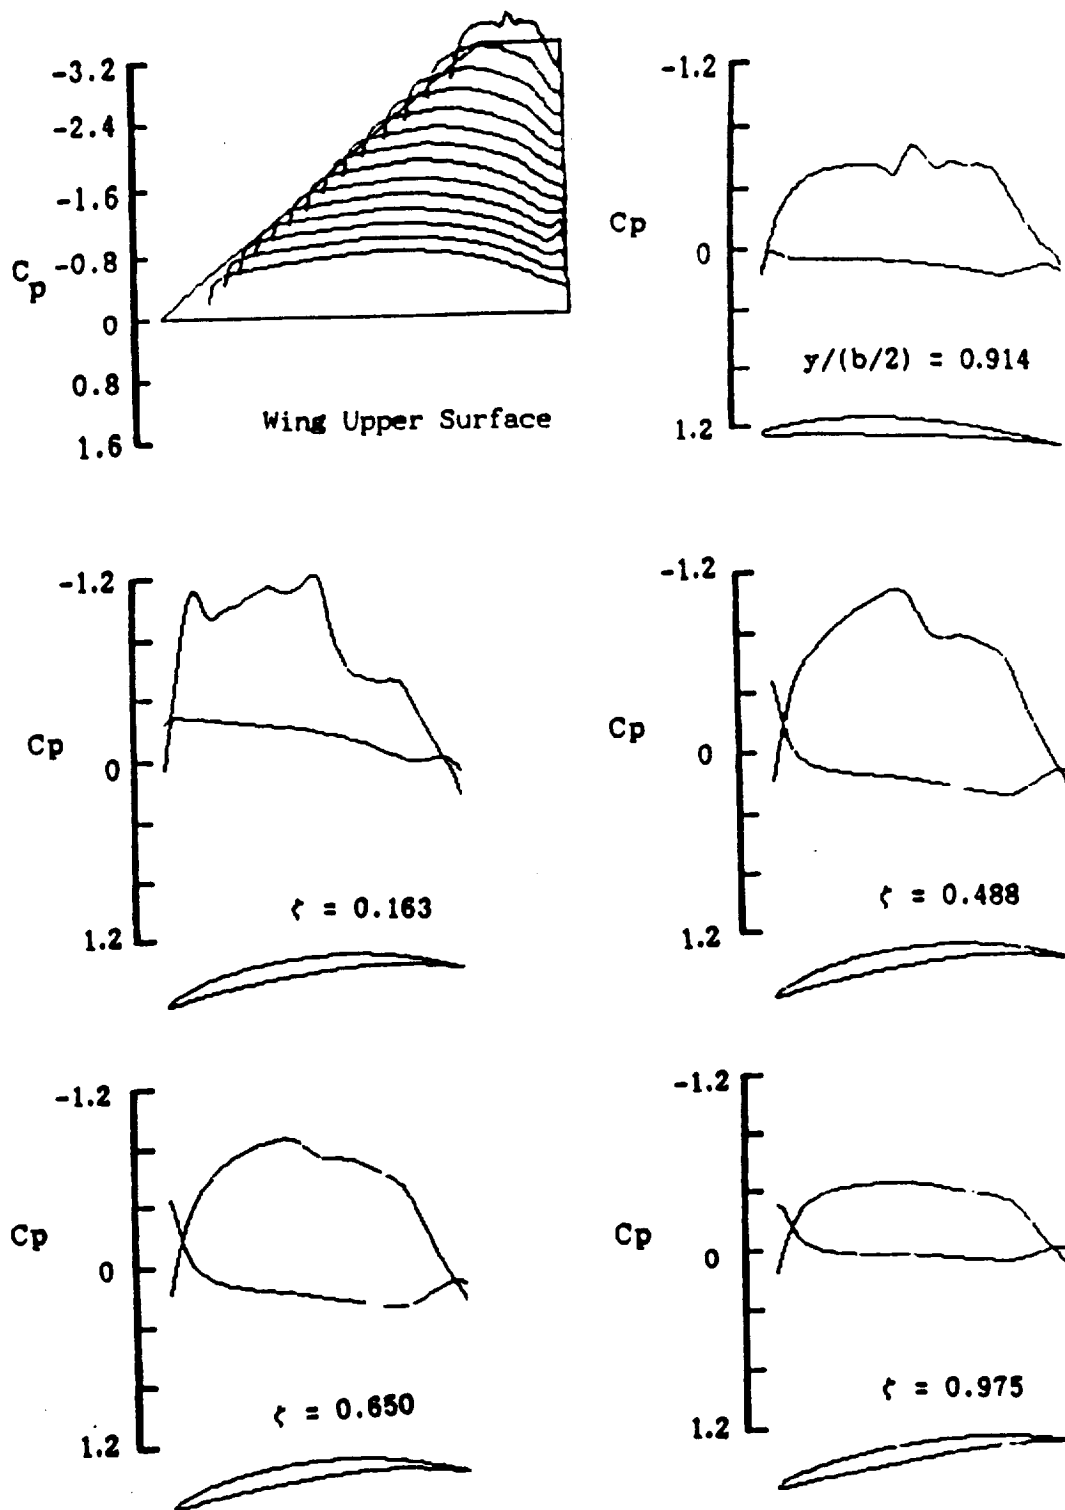 -3.2
-2.4
-1.6
-0.8
Cp
0
0.8
1.6
Wing Upper Surface
-1.2
Cp
0
y/(b/2) = 0.914
1.2
-1.2
Cp
0
ζ = 0.163
1.2
-1.2
Cp
0
ζ = 0.488
1.2
-1.2
Cp
0
ζ = 0.650
1.2
-1.2
Cp
0
ζ = 0.975
1.2